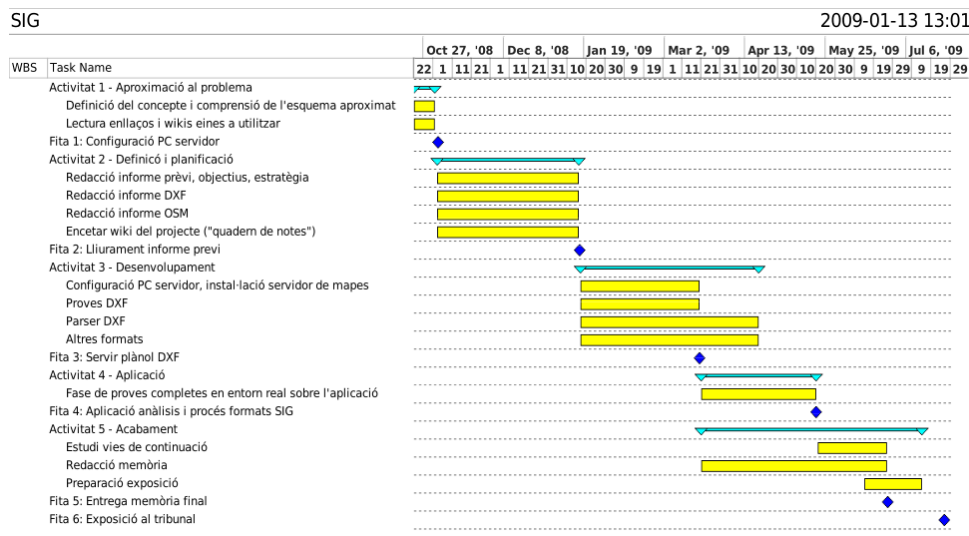 SIG 2009-01-13 13:01
Oct 27, '08 Dec 8, '08 Jan 19, '09 Mar 2, '09 Apr 13, '09 May 25, '09 Jul 6, '09
WBS Task Name 22 1 11 21 1 11 21 31 10 20 30 9 19 1 11 21 31 10 20 30 10 20 30 9 19 29 9 19 29
Activitat 1 - Aproximació al problema
Definició del concepte i comprensió de l'esquema aproximat
Lectura enllaços i wikis eines a utilitzar
Fita 1: Configuració PC servidor
Activitat 2 - Definicó i planificació
Redacció informe prèvi, objectius, estratègia
Redacció informe DXF
Redacció informe OSM
Encetar wiki del projecte ("quadern de notes")
Fita 2: Lliurament informe previ
Activitat 3 - Desenvolupament
Configuració PC servidor, instal·lació servidor de mapes
Proves DXF
Parser DXF
Altres formats
Fita 3: Servir plànol DXF
Activitat 4 - Aplicació
Fase de proves completes en entorn real sobre l'aplicació
Fita 4: Aplicació anàlisis i procés formats SIG
Activitat 5 - Acabament
Estudi vies de continuació
Redacció memòria
Preparació exposició
Fita 5: Entrega memòria final
Fita 6: Exposició al tribunal